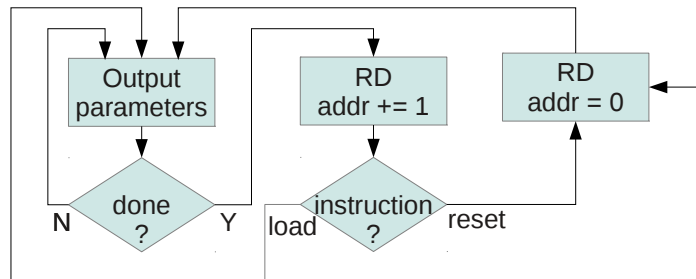 Output
parameters
RD
addr += 1
RD
addr = 0
done
?
N
Y
instruction
?
load
reset